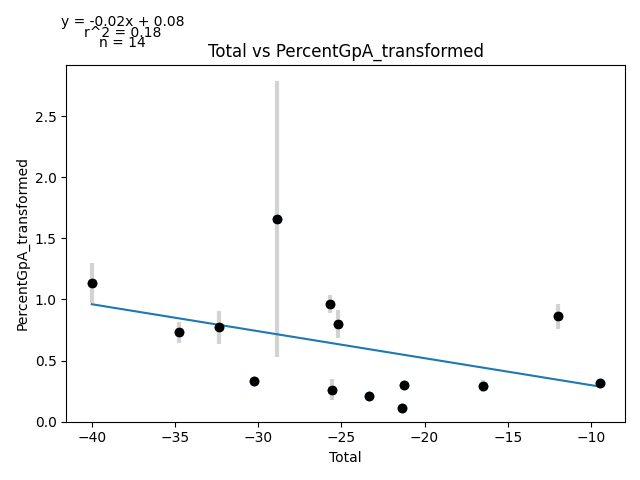 y = -0.02x + 0.08
r^2 = 0.18
n = 14
Total vs PercentGpA_transformed
PercentGpA_transformed
2.5
2.0
1.5
1.0
0.5
0.0
−40 −35 −30 −25 −20 −15 −10
Total